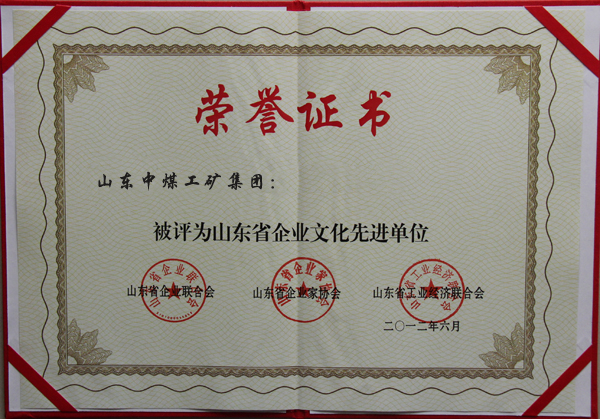 荣誉证书
山东中煤工矿集团：
被评为山东省企业文化先进单位
山东省企业联合会 山东省企业家协会 山东省工业经济联合会
二〇一二年六月